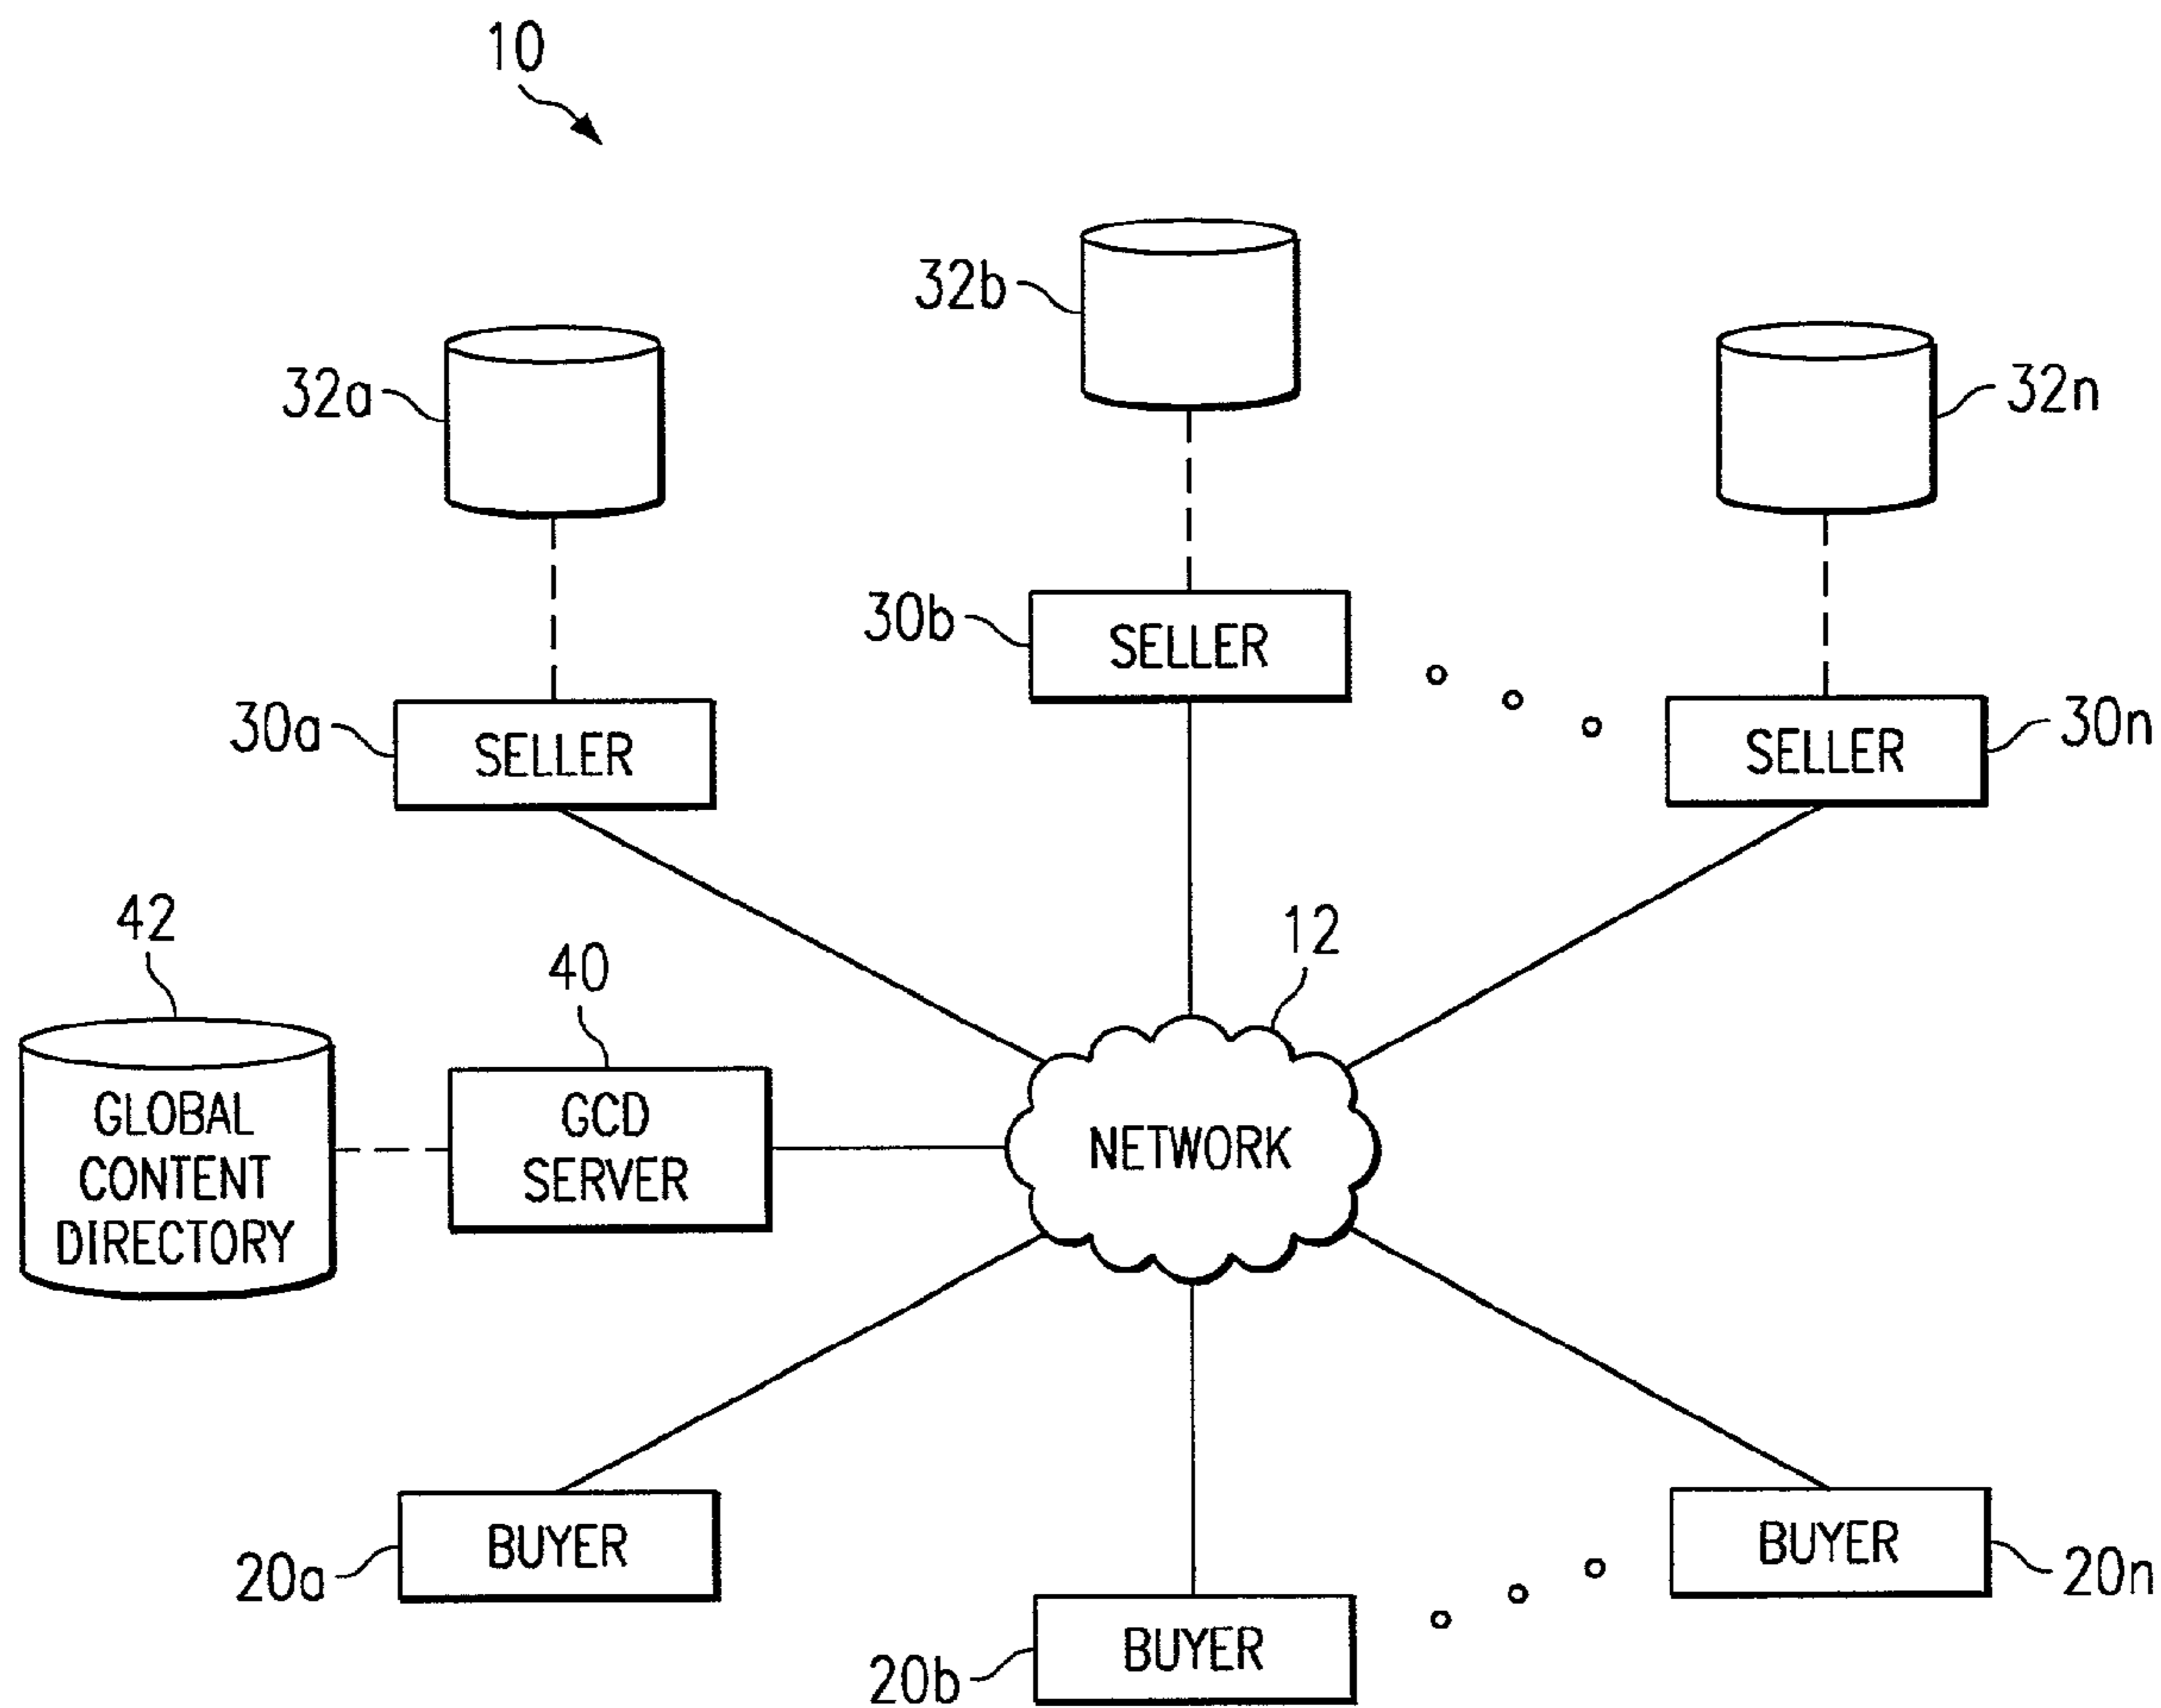 10
32b
32a
32n
30b
SELLER
30a
SELLER
SELLER
30n
42
40
12
GLOBAL
CONTENT
DIRECTORY
GCD
SERVER
NETWORK
BUYER
20a
BUYER
20n
BUYER
20b